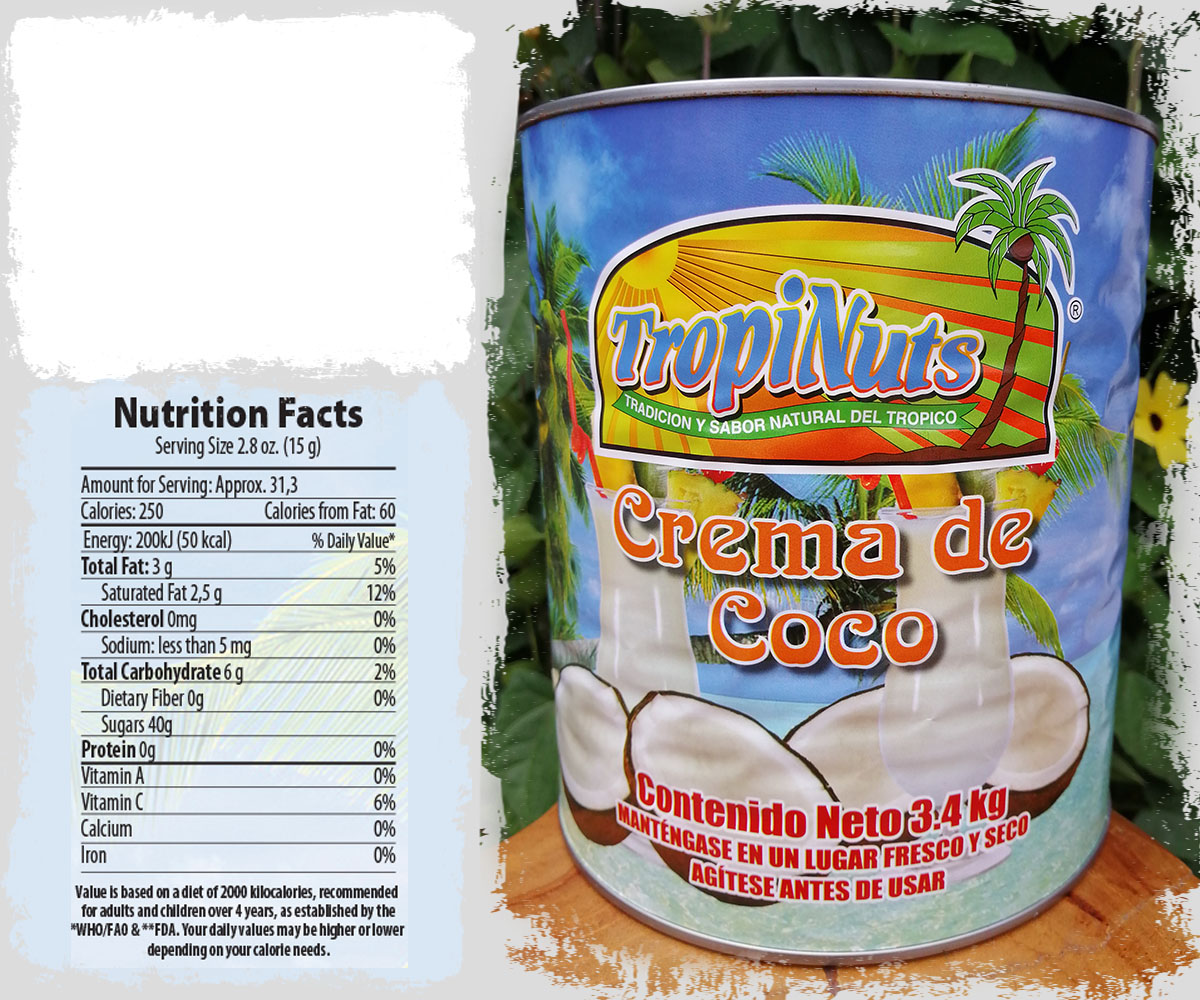 Nutrition Facts
Serving Size 2.8 oz. (15 g)
Amount for Serving: Approx. 31,3
Calories: 250 Calories from Fat: 60
Energy: 200kJ (50 kcal) % Daily Value*
Total Fat: 3 g 5%
Saturated Fat 2,5 g 12%
Cholesterol 0mg 0%
Sodium: less than 5 mg 0%
Total Carbohydrate 6 g 2%
Dietary Fiber 0g 0%
Sugars 40g
Protein 0g 0%
Vitamin A 0%
Vitamin C 6%
Calcium 0%
Iron 0%
Value is based on a diet of 2000 kilocalories, recommended
for adults and children over 4 years, as established by the
*WHO/FAO & **FDA. Your daily values may be higher or lower
depending on your calorie needs.
TropiNuts ®
TRADICION Y SABOR NATURAL DEL TROPICO
Crema de
Coco
Contenido Neto 3.4 kg
MANTÉNGASE EN UN LUGAR FRESCO Y SECO
AGÍTESE ANTES DE USAR